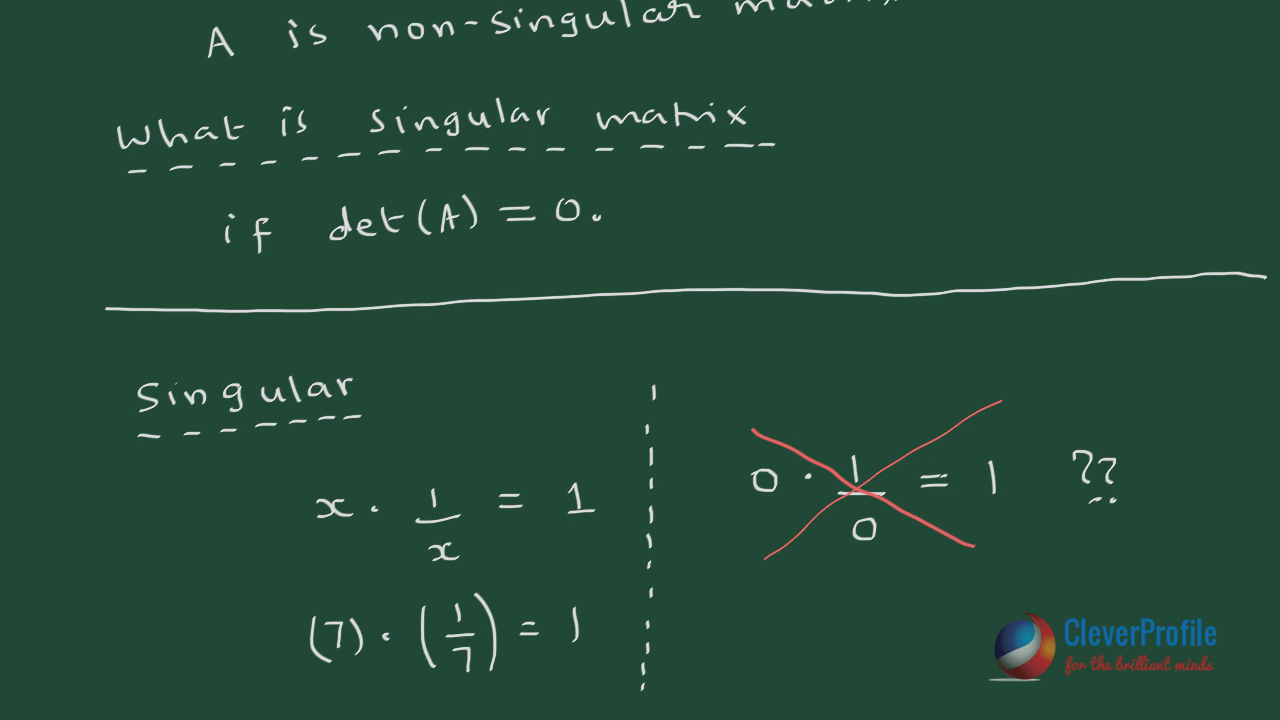 A is non-singular matrix
What is singular matrix
if det(A) = 0.
Singular
x · 1/x = 1
(7) · (1/7) = 1
0 · 1/0 = 1 ??
CleverProfile
for the brilliant minds